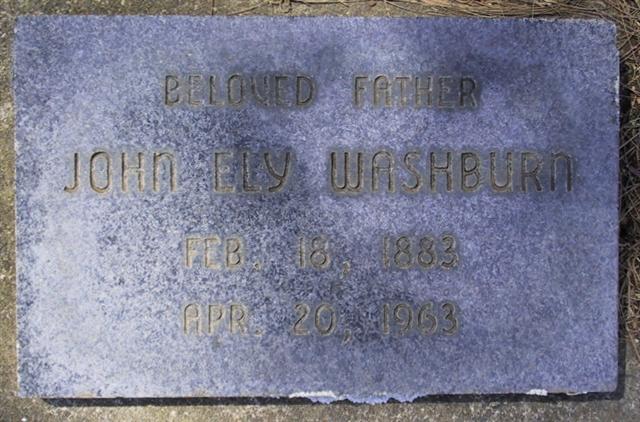 BELOVED FATHER
JOHN ELY WASHBURN
FEB. 18, 1883
APR. 20, 1963